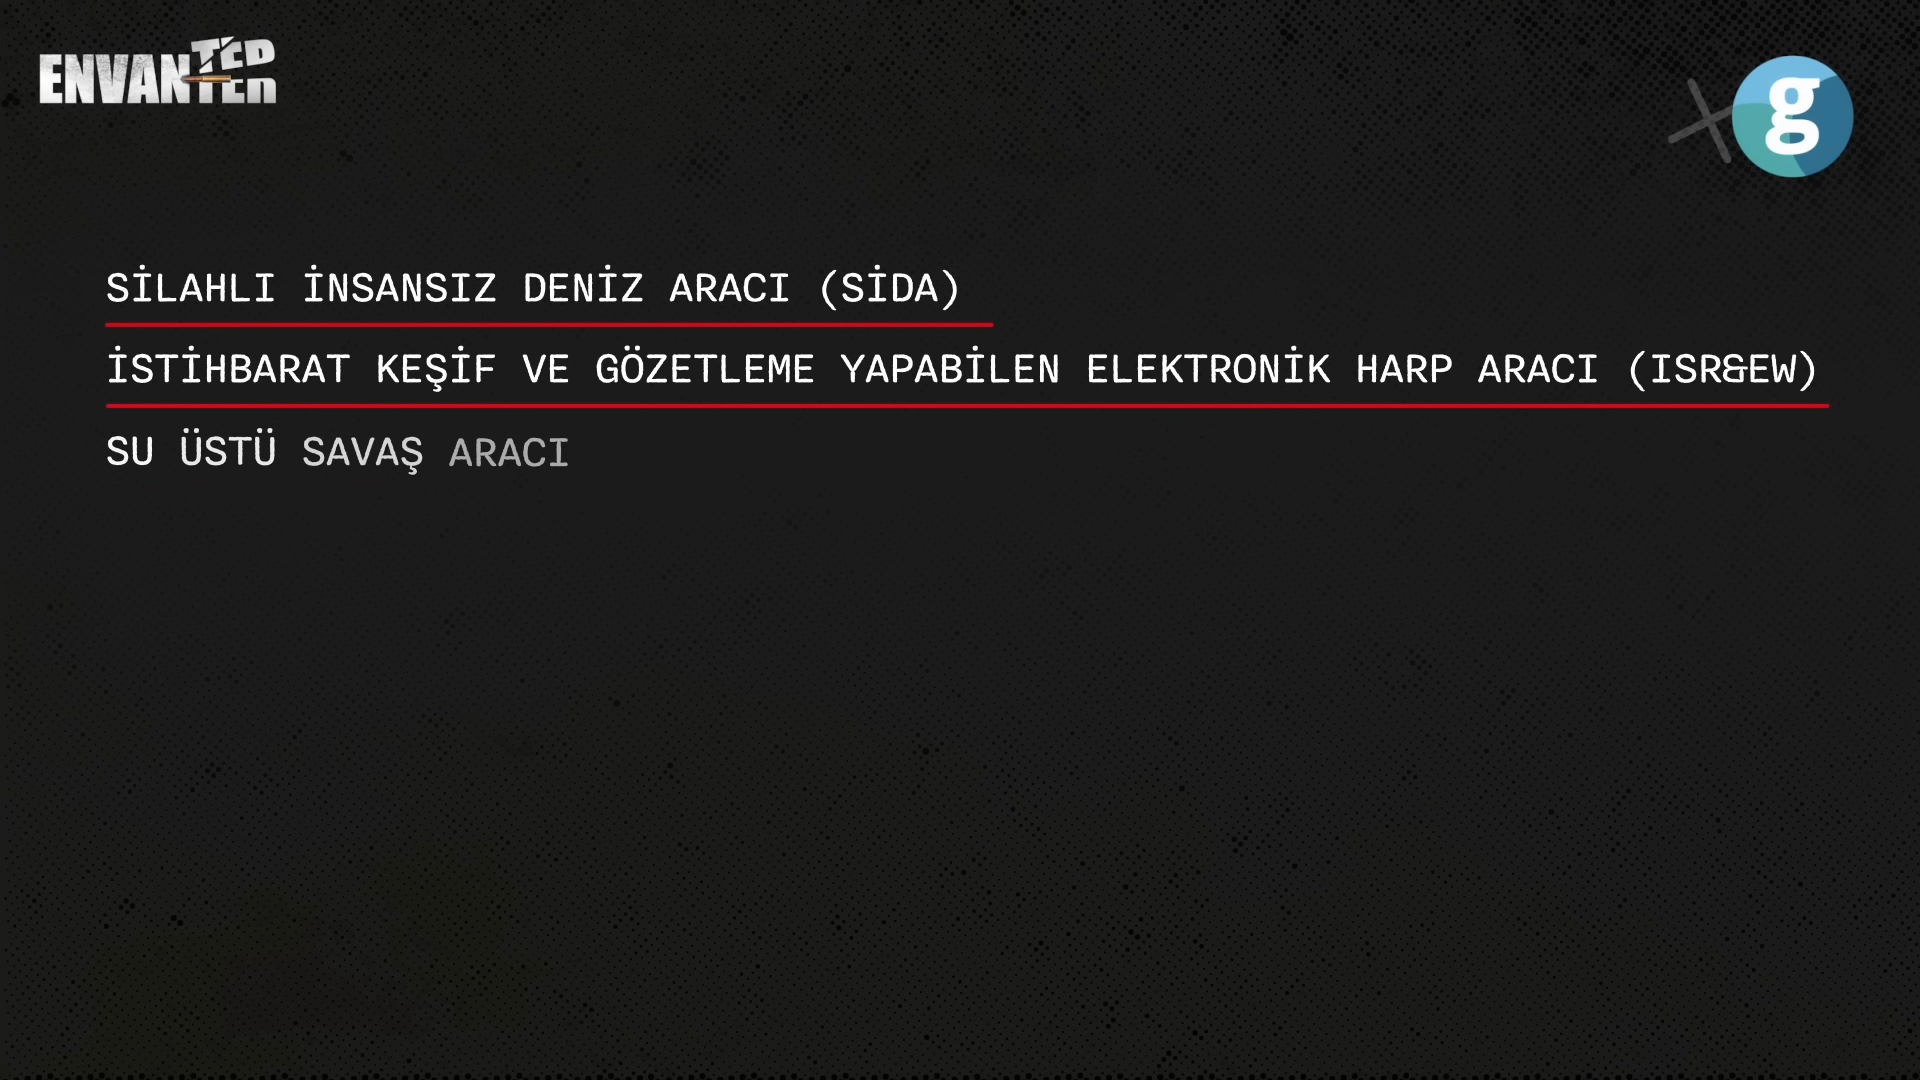 ENVANTER
g
SİLAHLI İNSANSIZ DENİZ ARACI (SİDA)
İSTİHBARAT KEŞİF VE GÖZETLEME YAPABİLEN ELEKTRONİK HARP ARACI (ISR&EW)
SU ÜSTÜ SAVAŞ ARACI